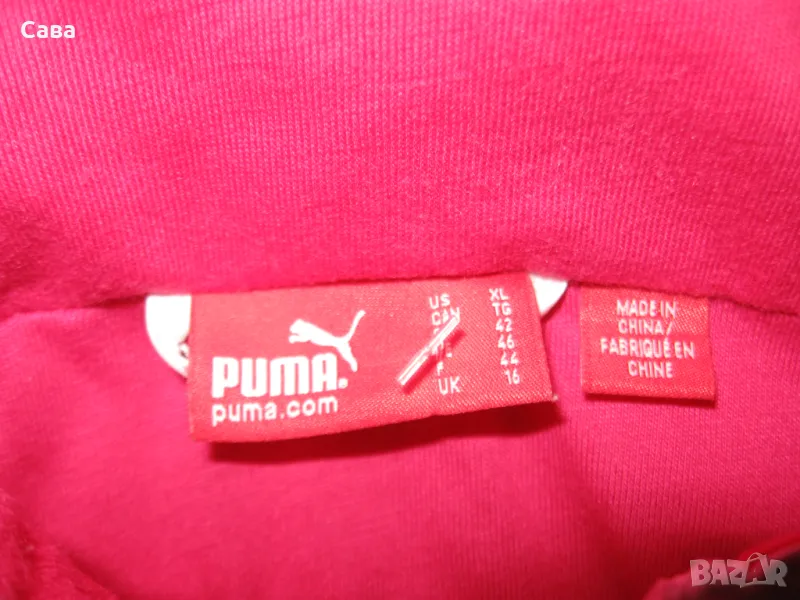 Сава
PUMA®
puma.com
US XL
CAN TG
42
46
F 44
UK 16
MADE IN
CHINA/
FABRIQUÉ EN
CHINE
BAZAR